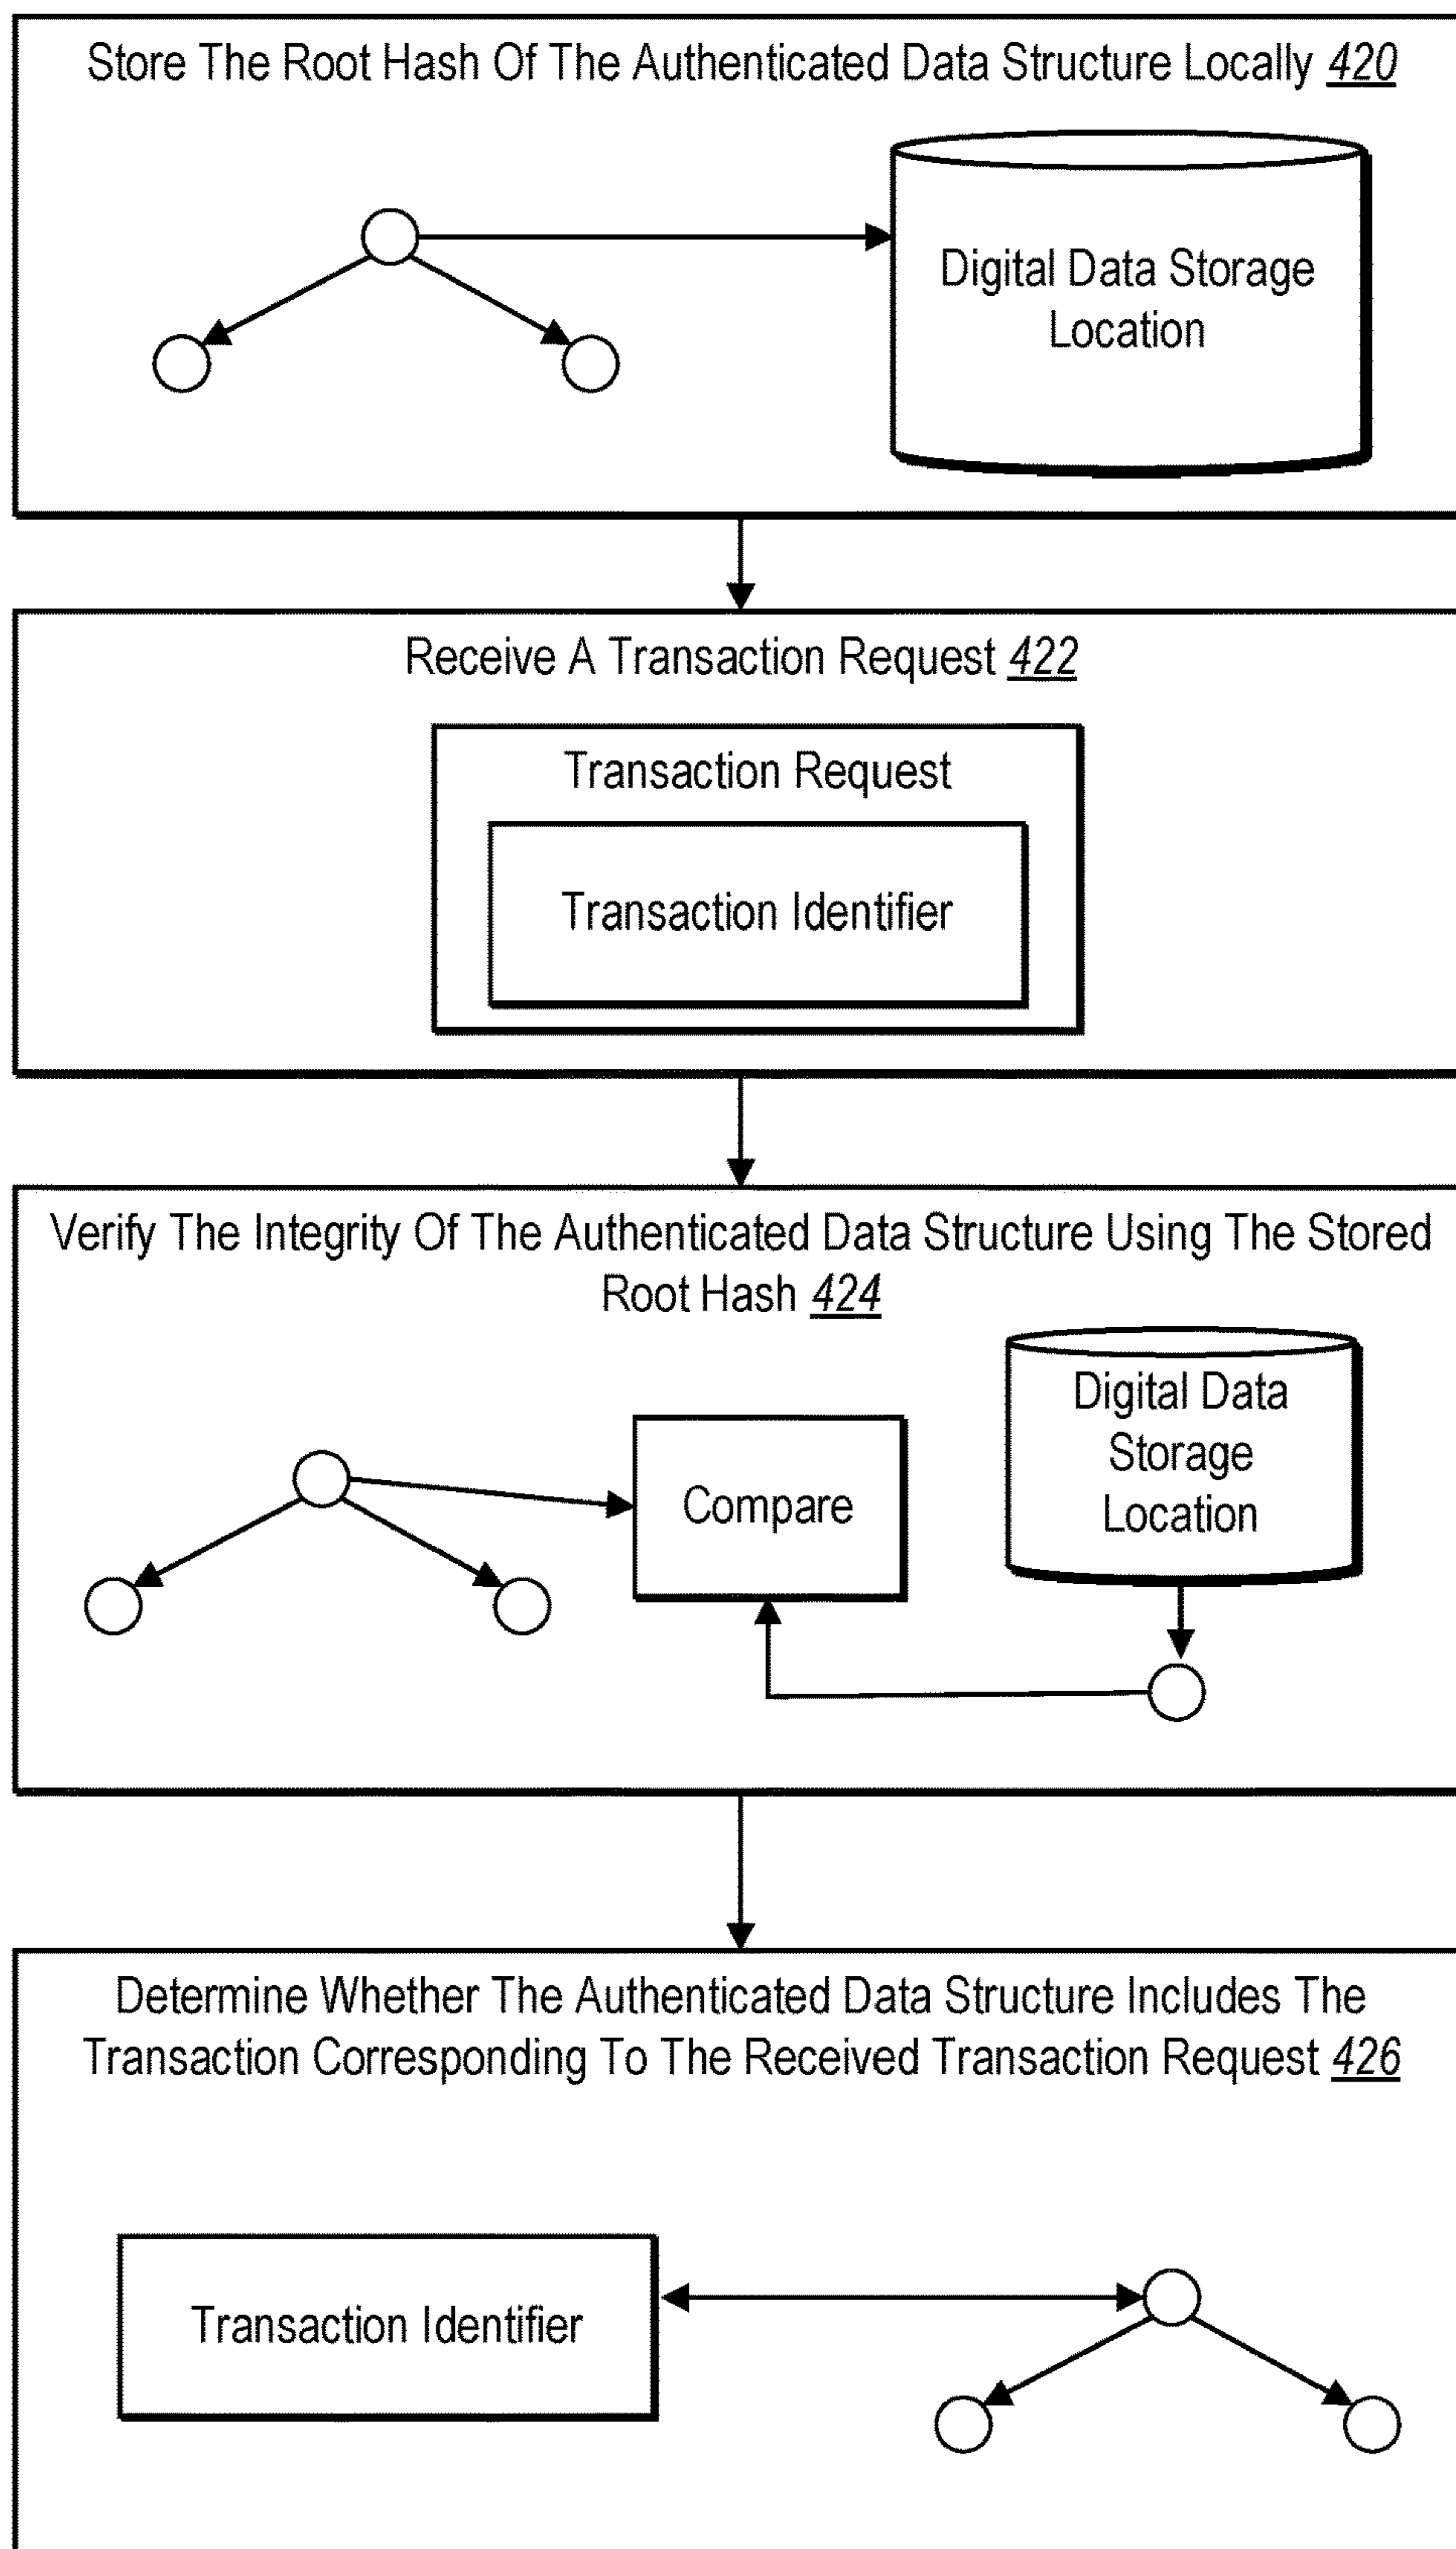 Store The Root Hash Of The Authenticated Data Structure Locally 420
Digital Data Storage
Location
Receive A Transaction Request 422
Transaction Request
Transaction Identifier
Verify The Integrity Of The Authenticated Data Structure Using The Stored
Root Hash 424
Digital Data
Storage
Location
Compare
Determine Whether The Authenticated Data Structure Includes The
Transaction Corresponding To The Received Transaction Request 426
Transaction Identifier